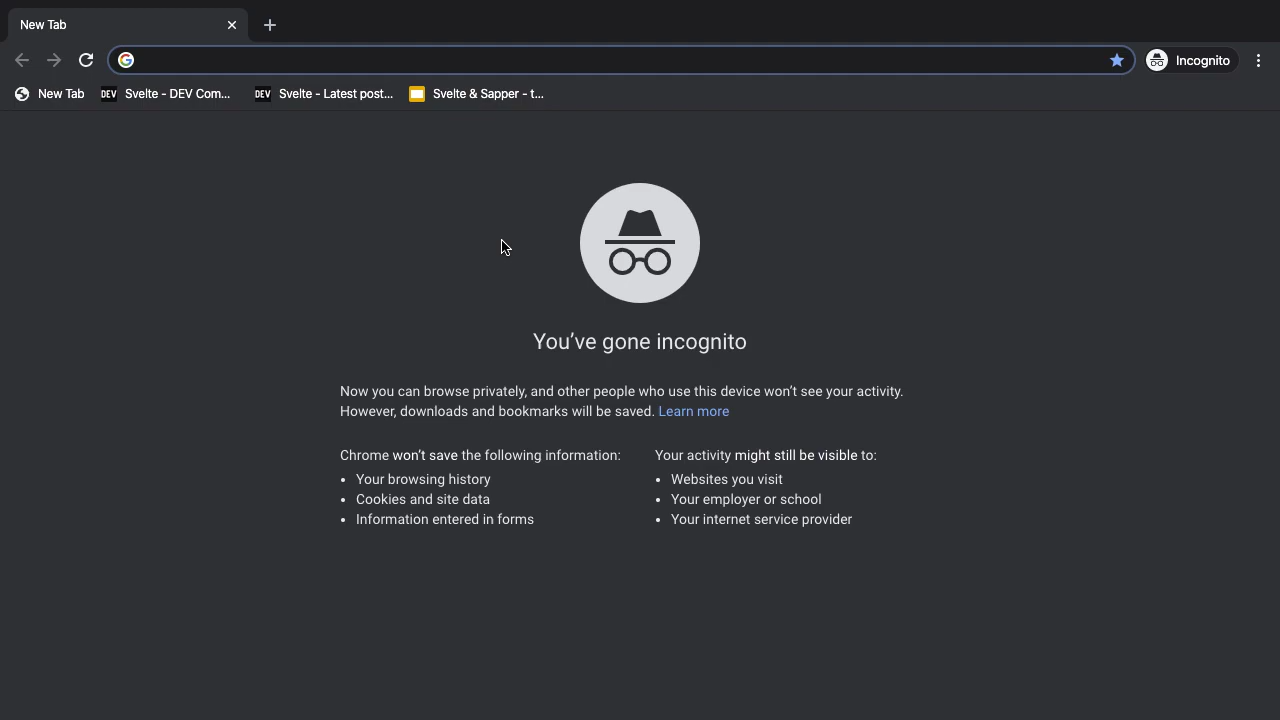 New Tab
Incognito
New Tab
DEV Svelte - DEV Com...
DEV Svelte - Latest post...
Svelte & Sapper - t...
You've gone incognito
Now you can browse privately, and other people who use this device won't see your activity.
However, downloads and bookmarks will be saved. Learn more
Chrome won't save the following information:
• Your browsing history
• Cookies and site data
• Information entered in forms
Your activity might still be visible to:
• Websites you visit
• Your employer or school
• Your internet service provider